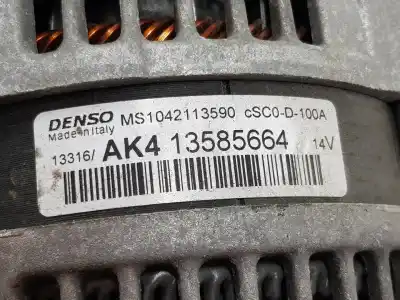 DENSO MS1042113590 cSC0-D-100A
Made in Italy
13316/ AK4 13585664 14V